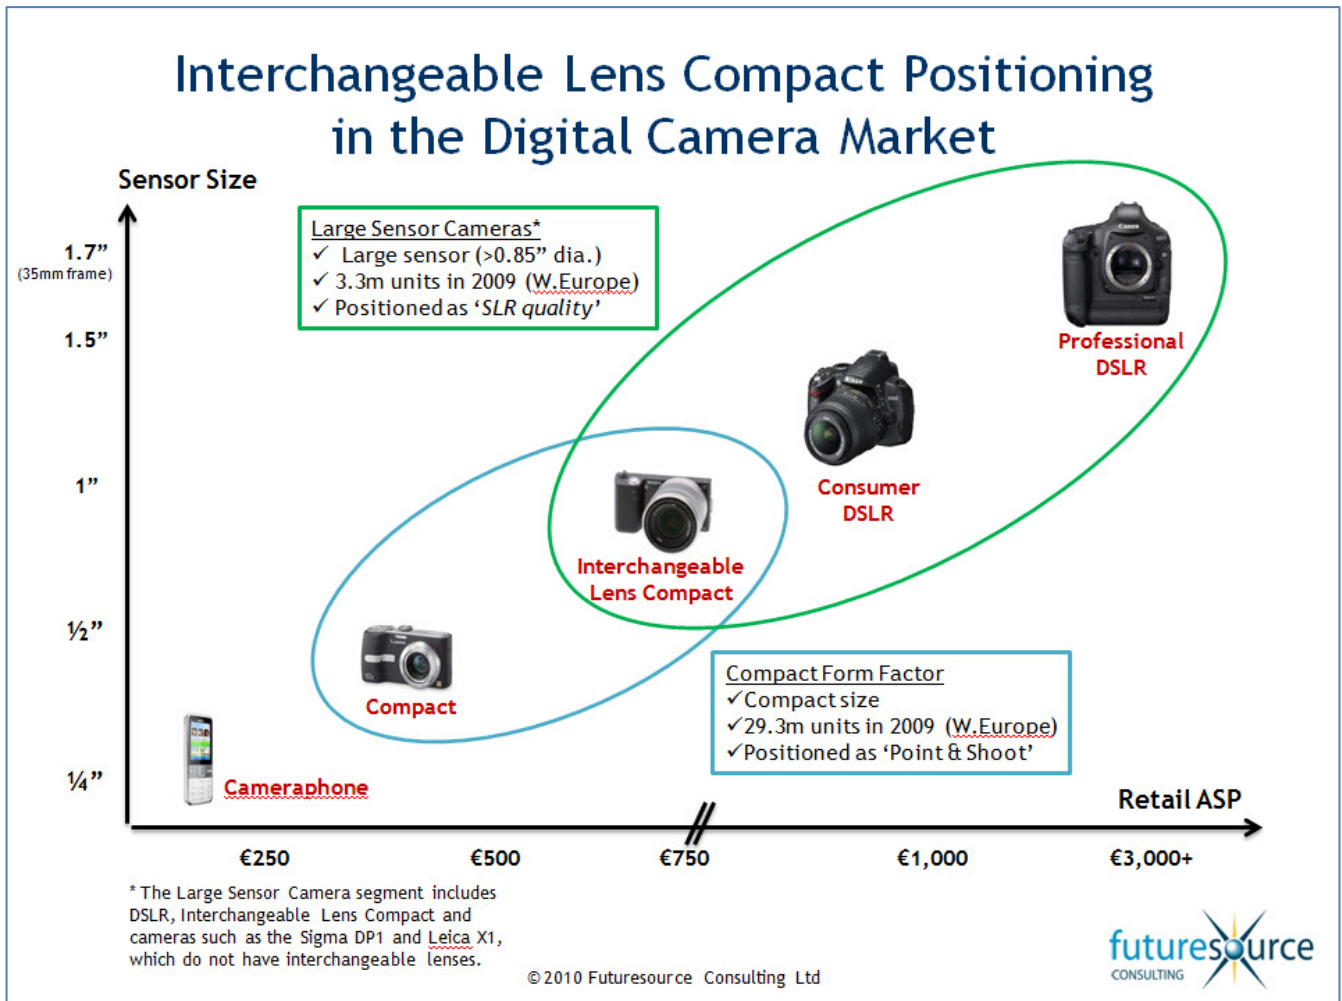 Interchangeable Lens Compact Positioning
in the Digital Camera Market
Sensor Size
Large Sensor Cameras*
✓ Large sensor (>0.85” dia.)
✓ 3.3m units in 2009 (W.Europe)
✓ Positioned as ‘SLR quality’
1.7”
(35mm frame)
1.5”
1”
½”
¼”
Canon
Professional
DSLR
Nikon
Consumer
DSLR
Interchangeable
Lens Compact
Compact
Cameraphone
Compact Form Factor
✓Compact size
✓29.3m units in 2009 (W.Europe)
✓Positioned as ‘Point & Shoot’
Retail ASP
€250
€500
€750
€1,000
€3,000+
* The Large Sensor Camera segment includes
DSLR, Interchangeable Lens Compact and
cameras such as the Sigma DP1 and Leica X1,
which do not have interchangeable lenses.
©2010 Futuresource Consulting Ltd
futuresource
CONSULTING